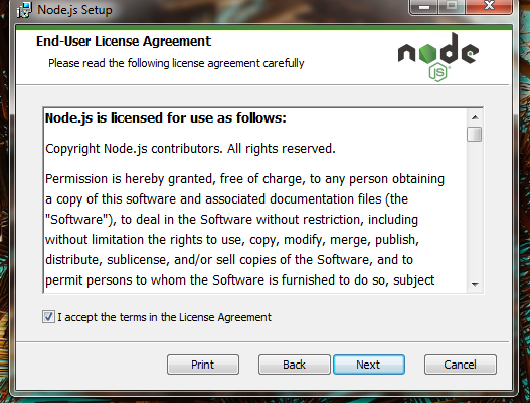 Node.js Setup
End-User License Agreement
Please read the following license agreement carefully
node
JS
Node.js is licensed for use as follows:
Copyright Node.js contributors. All rights reserved.
Permission is hereby granted, free of charge, to any person obtaining
a copy of this software and associated documentation files (the
"Software"), to deal in the Software without restriction, including
without limitation the rights to use, copy, modify, merge, publish,
distribute, sublicense, and/or sell copies of the Software, and to
permit persons to whom the Software is furnished to do so, subject
I accept the terms in the License Agreement
Print
Back
Next
Cancel